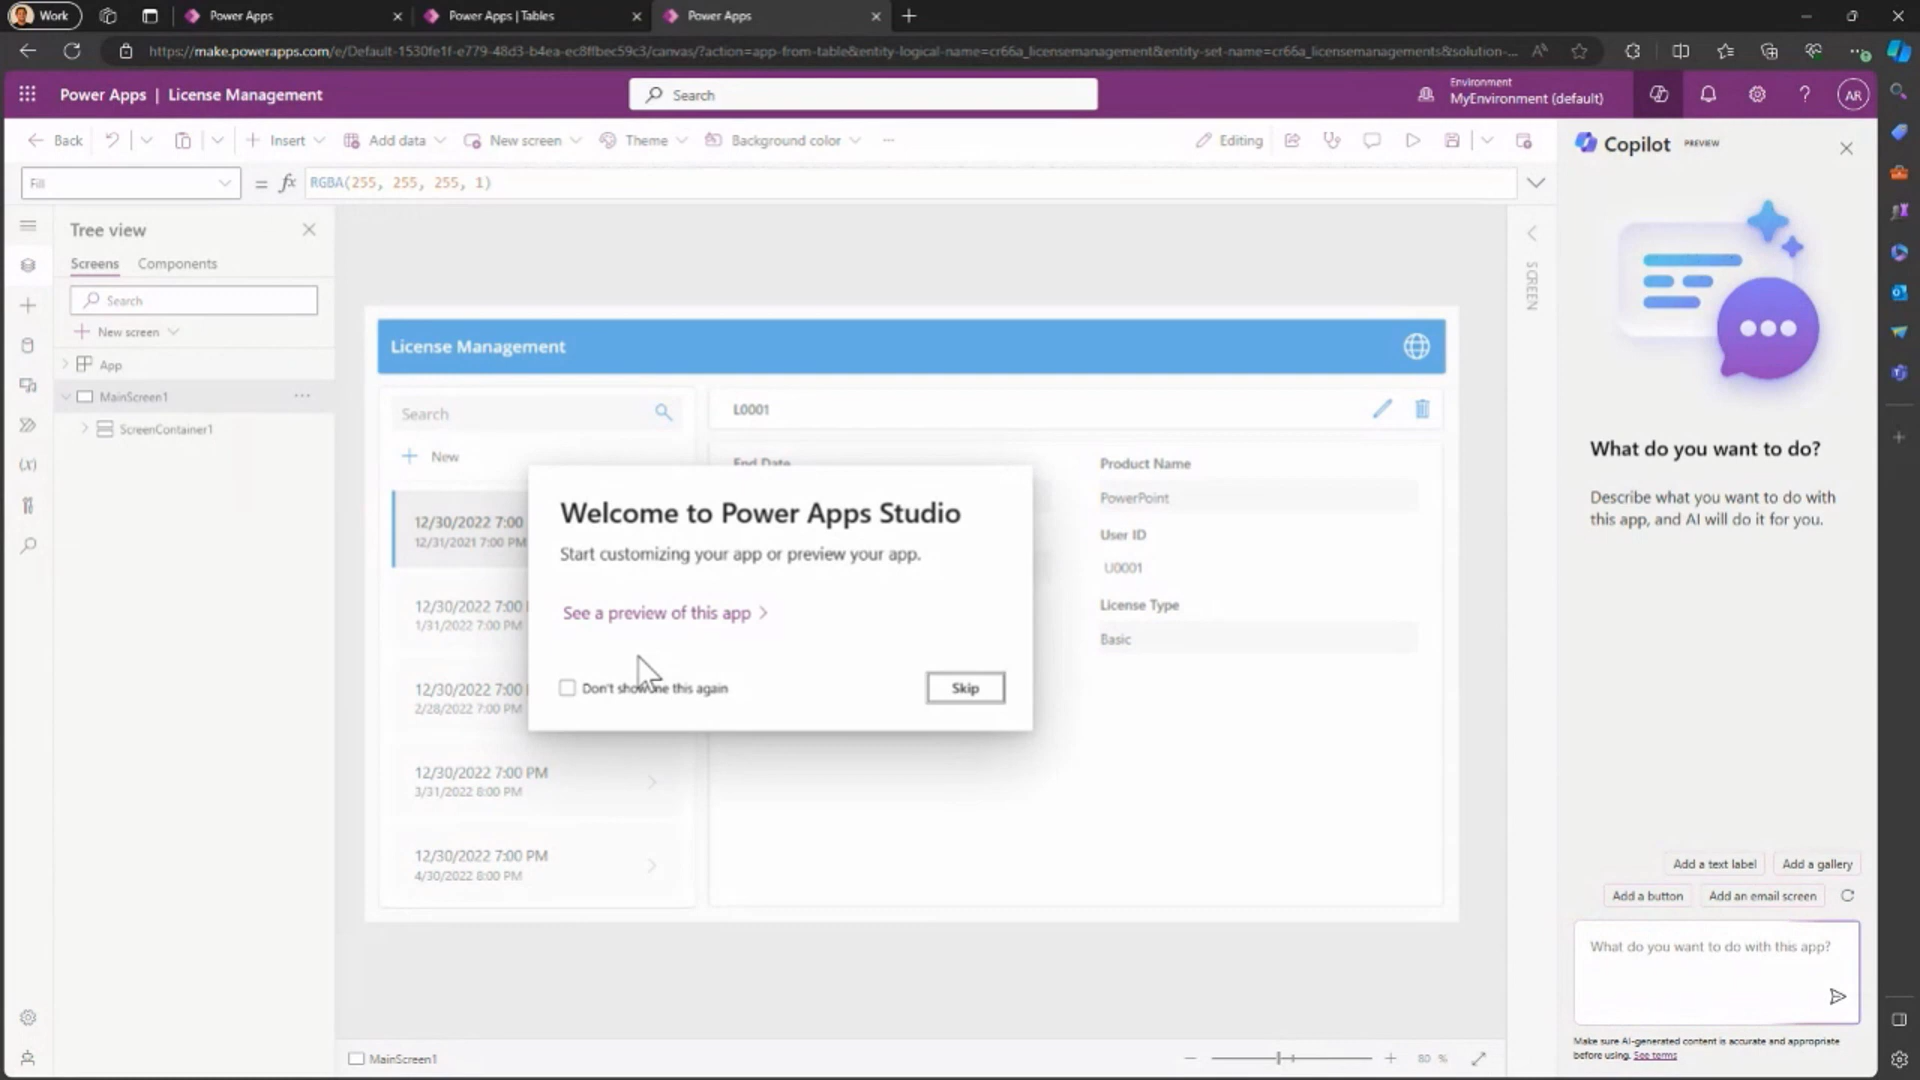 Work
Power Apps
Power Apps | Tables
Power Apps
https://make.powerapps.com/e/Default-1530fe1f-e779-48d3-b4ea-ec8ffbec59c3/canvas/?action=app-from-table&entity-logical-name=cr66a_licensemanagement&entity-set-name=cr66a_licensemanagements&solution-...
Power Apps | License Management
Search
Environment
MyEnvironment (default)
AR
Back
Insert
Add data
New screen
Theme
Background color
Editing
Copilot PREVIEW
Fill
= fx RGBA(255, 255, 255, 1)
Tree view
Screens
Components
Search
New screen
App
MainScreen1
ScreenContainer1
SCREEN
License Management
Search
New
12/30/2022 7:00
12/31/2021 7:00 PM
12/30/2022 7:00
1/31/2022 7:00 PM
12/30/2022 7:00
2/28/2022 7:00 PM
12/30/2022 7:00 PM
3/31/2022 8:00 PM
12/30/2022 7:00 PM
4/30/2022 8:00 PM
L0001
End Date
Product Name
PowerPoint
User ID
U0001
License Type
Basic
Welcome to Power Apps Studio
Start customizing your app or preview your app.
See a preview of this app
Don't show me this again
Skip
What do you want to do?
Describe what you want to do with
this app, and AI will do it for you.
Add a text label
Add a gallery
Add a button
Add an email screen
What do you want to do with this app?
Make sure AI-generated content is accurate and appropriate
before using. See terms
MainScreen1
80 %